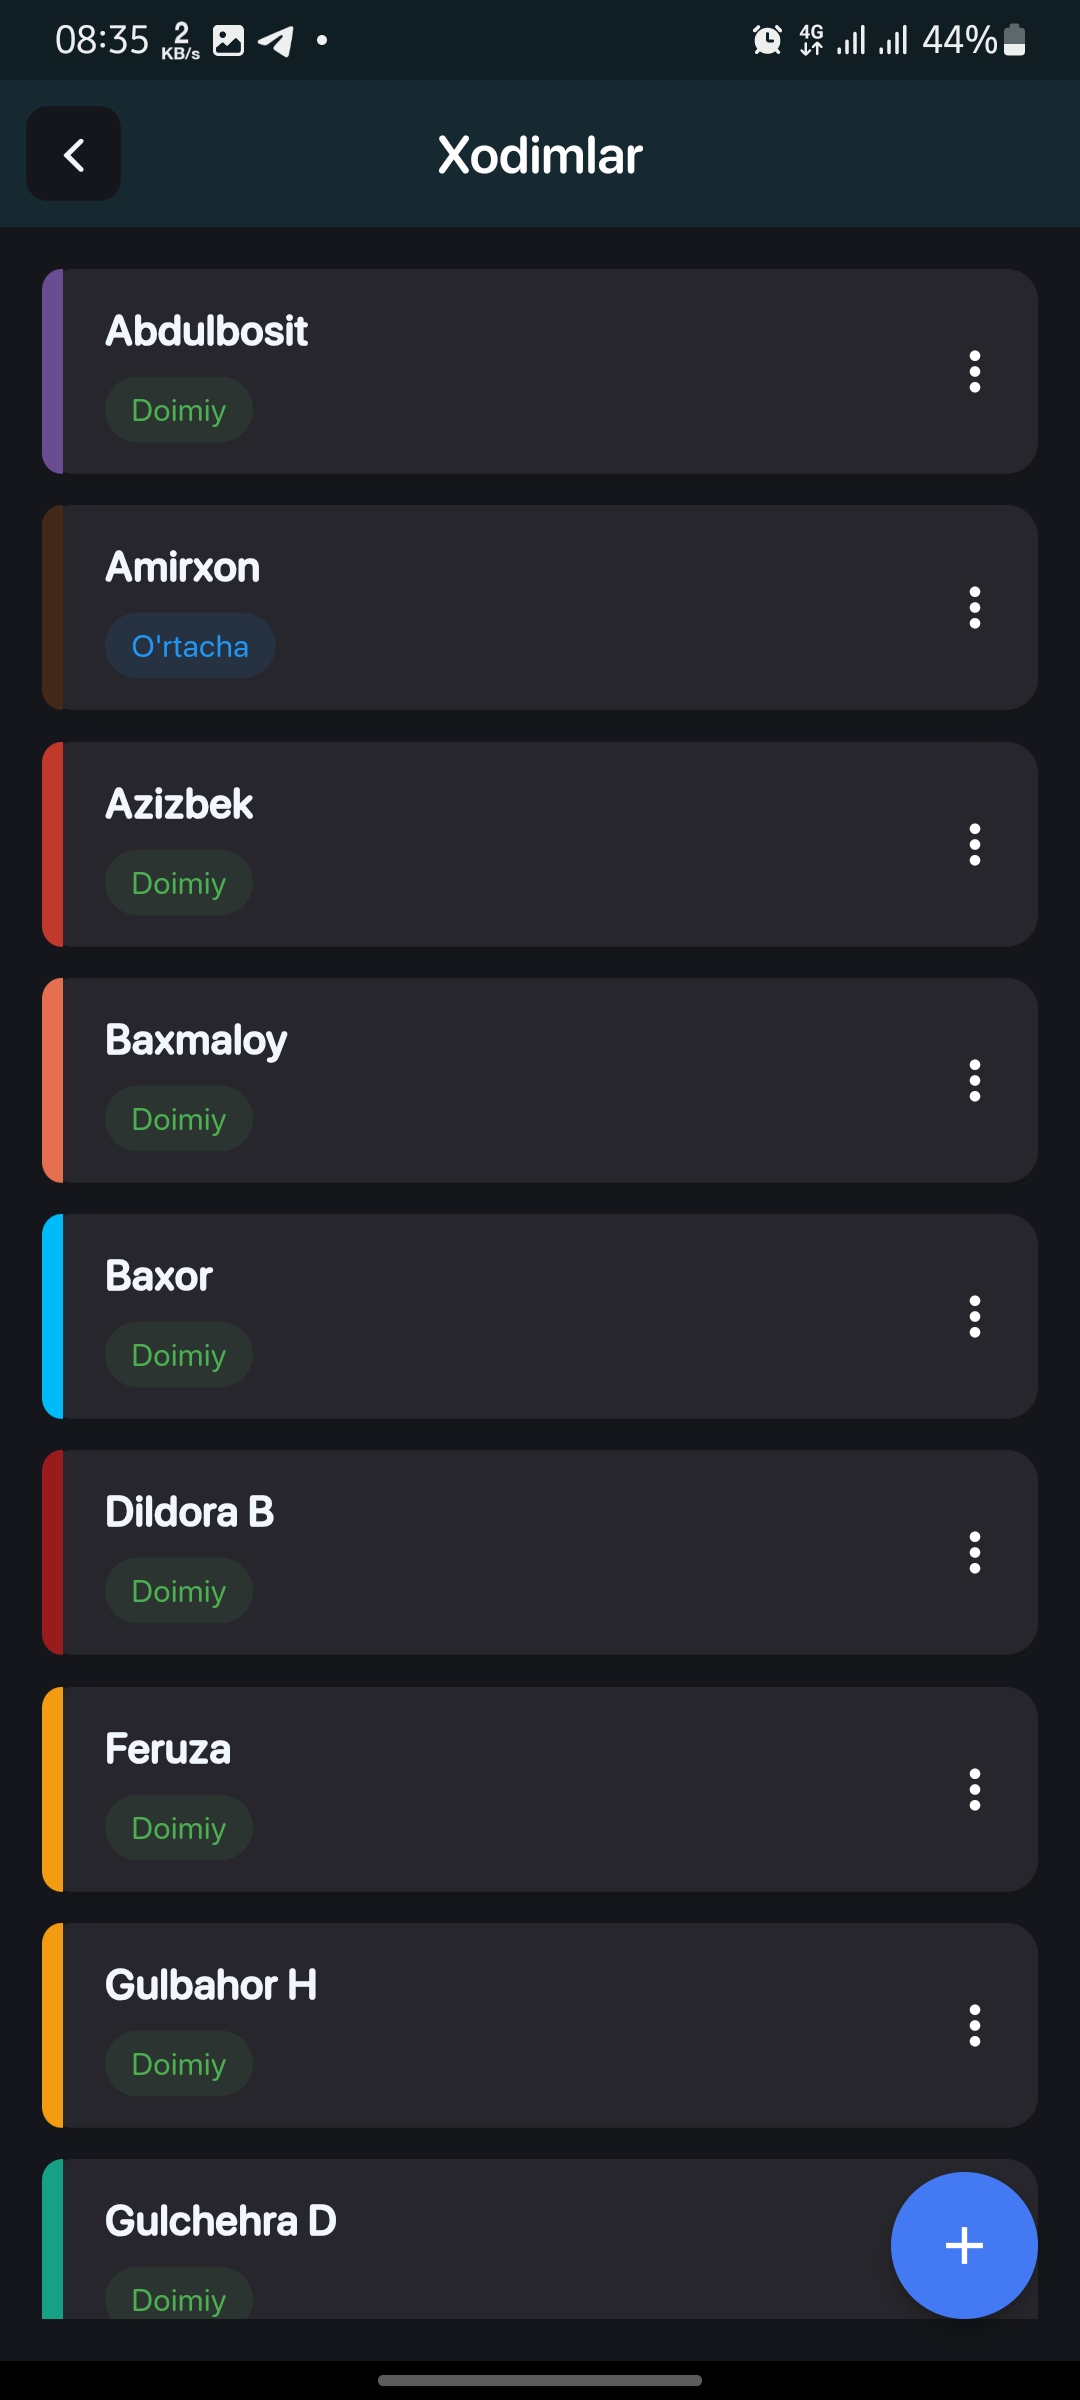 08:35 2 KB/s 4G 44%
Xodimlar
Abdulbosit
Doimiy
Amirxon
O'rtacha
Azizbek
Doimiy
Baxmaloy
Doimiy
Baxor
Doimiy
Dildora B
Doimiy
Feruza
Doimiy
Gulbahor H
Doimiy
Gulchehra D
Doimiy